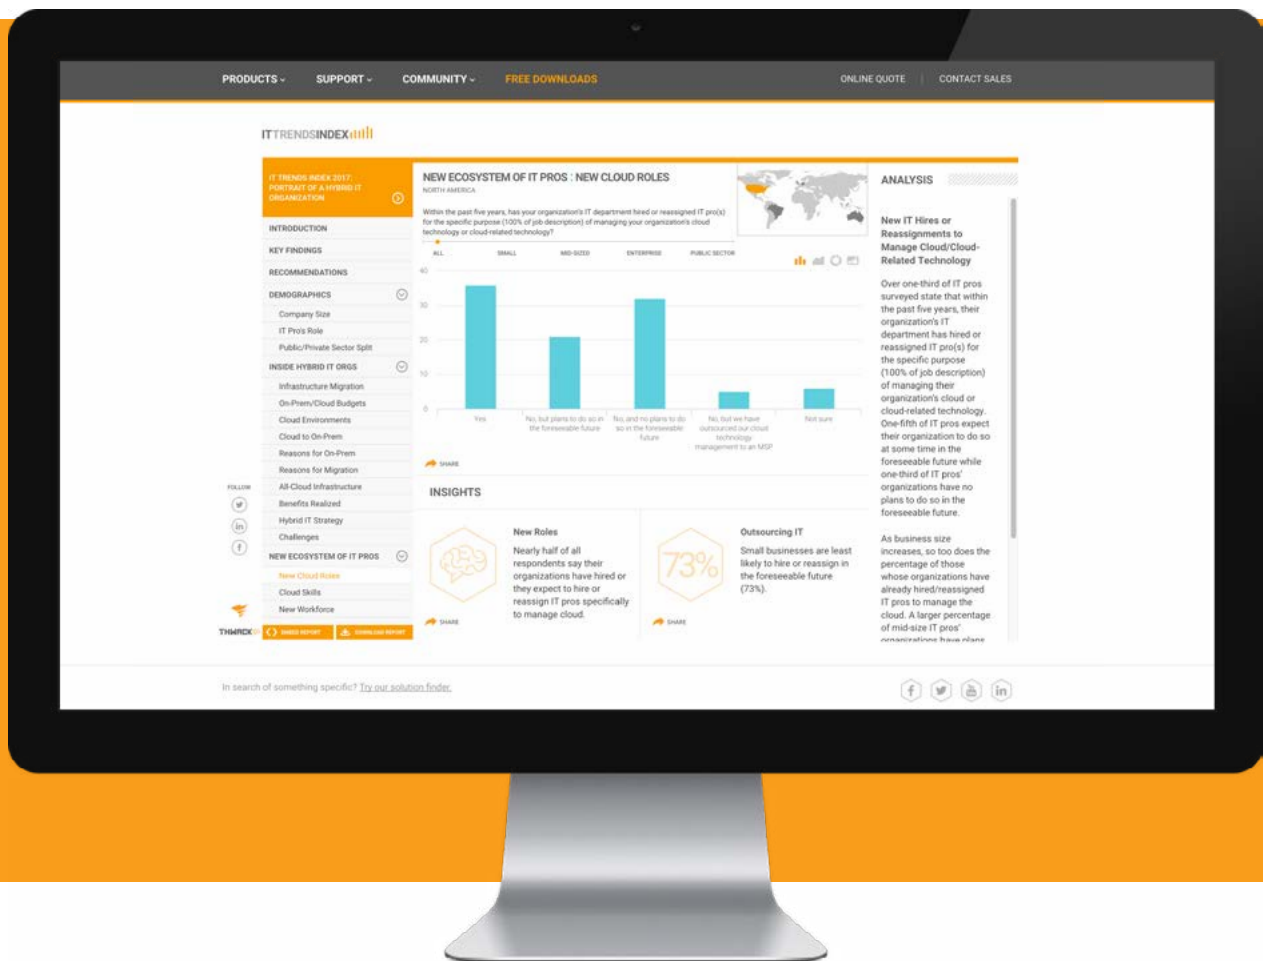 PRODUCTS SUPPORT COMMUNITY FREE DOWNLOADS ONLINE QUOTE CONTACT SALES
ITTRENDSINDEX
IT TRENDS INDEX 2017:
PORTRAIT OF A HYBRID IT
ORGANIZATION
INTRODUCTION
KEY FINDINGS
RECOMMENDATIONS
DEMOGRAPHICS
Company Size
IT Pro's Role
Public/Private Sector Split
INSIDE HYBRID IT ORGS
Infrastructure Migration
On-Prem/Cloud Budgets
Cloud Environments
Cloud to On-Prem
Reasons for On-Prem
Reasons for Migration
All-Cloud Infrastructure
Benefits Realized
Hybrid IT Strategy
Challenges
NEW ECOSYSTEM OF IT PROS
New Cloud Roles
Cloud Skills
New Workforce
FOLLOW
THWACK
EMBED REPORT DOWNLOAD REPORT
NEW ECOSYSTEM OF IT PROS : NEW CLOUD ROLES
NORTH AMERICA
Within the past five years, has your organization's IT department hired or reassigned IT pro(s)
for the specific purpose (100% of job description) of managing your organization's cloud
technology or cloud-related technology?
ALL SMALL MID-SIZED ENTERPRISE PUBLIC SECTOR
40
30
20
10
0
Yes
No, but plans to do so in
the foreseeable future
No, and no plans to do
so in the foreseeable
future
No, but we have
outsourced our cloud
technology
management to an MSP
Not sure
SHARE
INSIGHTS
New Roles
Nearly half of all
respondents say their
organizations have hired or
they expect to hire or
reassign IT pros specifically
to manage cloud.
SHARE
73%
Outsourcing IT
Small businesses are least
likely to hire or reassign in
the foreseeable future
(73%).
SHARE
ANALYSIS
New IT Hires or
Reassignments to
Manage Cloud/Cloud-
Related Technology
Over one-third of IT pros
surveyed state that within
the past five years, their
organization's IT
department has hired or
reassigned IT pro(s) for
the specific purpose
(100% of job description)
of managing their
organization's cloud or
cloud-related technology.
One-fifth of IT pros expect
their organization to do so
at some time in the
foreseeable future while
one-third of IT pros'
organizations have no
plans to do so in the
foreseeable future.
As business size
increases, so too does the
percentage of those
whose organizations have
already hired/reassigned
IT pros to manage the
cloud. A larger percentage
of mid-size IT pros'
organizations have plans
In search of something specific? Try our solution finder.